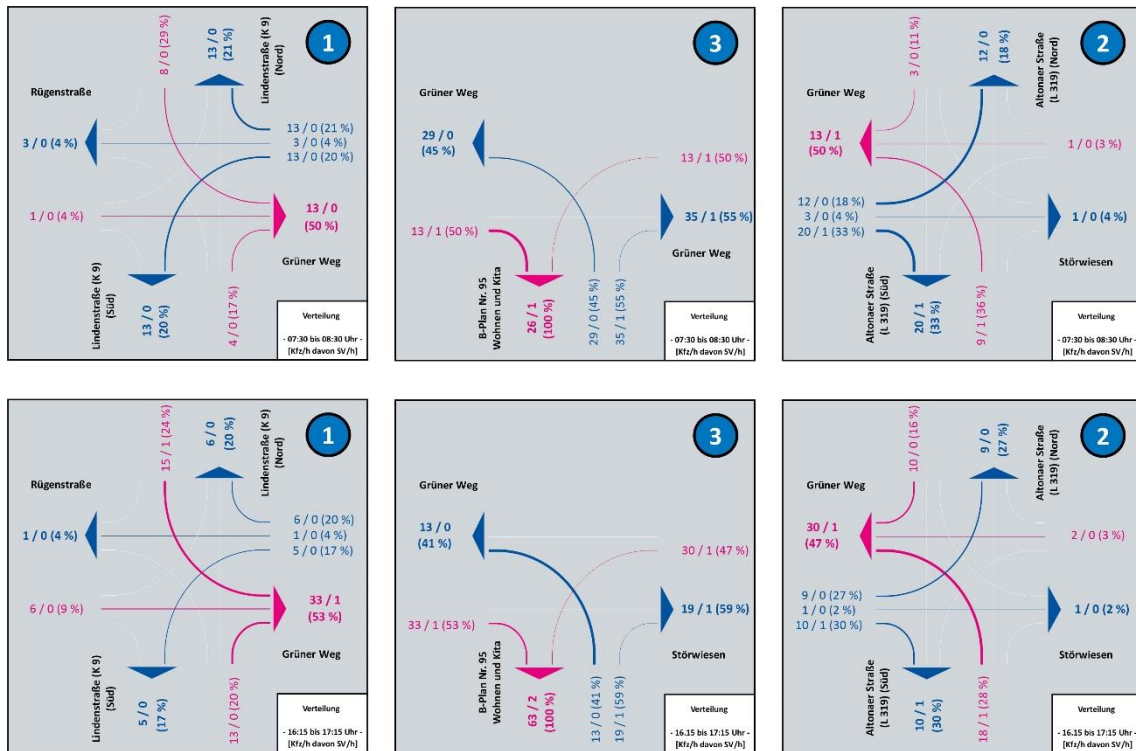 8 / 0 (29 %)
13 / 0
(21 %)
Lindenstraße (K 9)
(Nord)
1
Rügenstraße
3 / 0 (4 %)
13 / 0 (21 %)
3 / 0 (4 %)
13 / 0 (20 %)
1 / 0 (4 %)
13 / 0
(50 %)
Grüner Weg
Lindenstraße (K 9)
(Süd)
13 / 0
(20 %)
4 / 0 (17 %)
Verteilung
- 07:30 bis 08:30 Uhr -
[Kfz/h davon SV/h]
3
Grüner Weg
29 / 0
(45 %)
13 / 1 (50 %)
35 / 1 (55 %)
13 / 1 (50 %)
Grüner Weg
B-Plan Nr. 95
Wohnen und Kita
26 / 1
(100 %)
29 / 0 (45 %)
35 / 1 (55 %)
Verteilung
- 07:30 bis 08:30 Uhr -
[Kfz/h davon SV/h]
3 / 0 (11 %)
12 / 0
(18 %)
Altonaer Straße
(L 319) (Nord)
2
Grüner Weg
13 / 1
(50 %)
1 / 0 (3 %)
12 / 0 (18 %)
3 / 0 (4 %)
20 / 1 (33 %)
1 / 0 (4 %)
Störwiesen
Altonaer Straße
(L 319) (Süd)
20 / 1
(33 %)
9 / 1 (36 %)
Verteilung
- 07:30 bis 08:30 Uhr -
[Kfz/h davon SV/h]
15 / 1 (24 %)
6 / 0
(20 %)
Lindenstraße (K 9)
(Nord)
1
Rügenstraße
1 / 0 (4 %)
6 / 0 (20 %)
1 / 0 (4 %)
5 / 0 (17 %)
6 / 0 (9 %)
33 / 1
(53 %)
Grüner Weg
Lindenstraße (K 9)
(Süd)
5 / 0
(17 %)
13 / 0 (20 %)
Verteilung
- 16:15 bis 17:15 Uhr -
[Kfz/h davon SV/h]
3
Grüner Weg
13 / 0
(41 %)
30 / 1 (47 %)
19 / 1 (59 %)
33 / 1 (53 %)
Störwiesen
B-Plan Nr. 95
Wohnen und Kita
63 / 2
(100 %)
13 / 0 (41 %)
19 / 1 (59 %)
Verteilung
- 16.15 bis 17:15 Uhr -
[Kfz/h davon SV/h]
10 / 0 (16 %)
9 / 0
(27 %)
Altonaer Straße
(L 319) (Nord)
2
Grüner Weg
30 / 1
(47 %)
2 / 0 (3 %)
9 / 0 (27 %)
1 / 0 (2 %)
10 / 1 (30 %)
1 / 0 (2 %)
Störwiesen
Altonaer Straße
(L 319) (Süd)
10 / 1
(30 %)
18 / 1 (28 %)
Verteilung
- 16.15 bis 17:15 Uhr -
[Kfz/h davon SV/h]